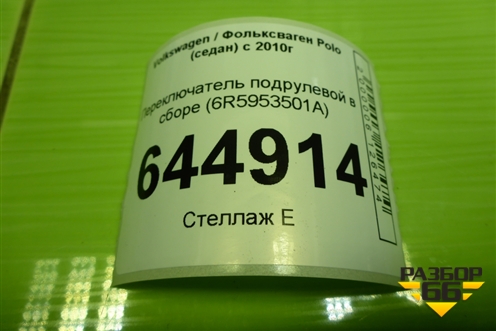 Volkswagen / Фольксваген Polo
(седан) с 2010г
Переключатель подрулевой в
сборе (6R5953501A)
644914
Стеллаж E
РАЗБОР
66